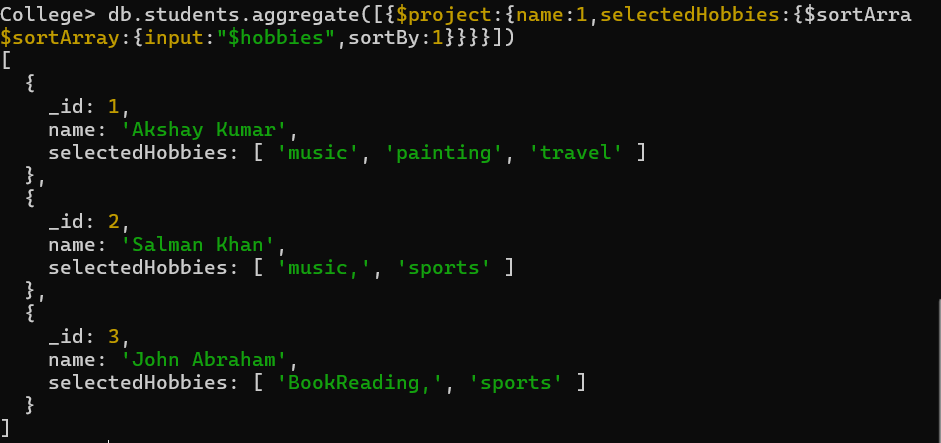 College> db.students.aggregate([{$project:{name:1,selectedHobbies:{$sortArra
$sortArray:{input:"$hobbies",sortBy:1}}}}])
[
  {
    _id: 1,
    name: 'Akshay Kumar',
    selectedHobbies: [ 'music', 'painting', 'travel' ]
  },
  {
    _id: 2,
    name: 'Salman Khan',
    selectedHobbies: [ 'music,', 'sports' ]
  },
  {
    _id: 3,
    name: 'John Abraham',
    selectedHobbies: [ 'BookReading,', 'sports' ]
  }
]